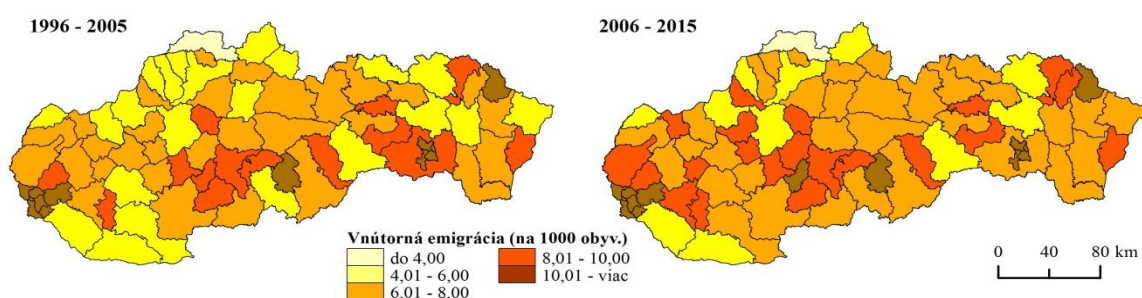 1996 - 2005
2006 - 2015
Vnútorná emigrácia (na 1000 obyv.)
do 4,00
4,01 - 6,00
6,01 - 8,00
8,01 - 10,00
10,01 - viac
0 40 80 km